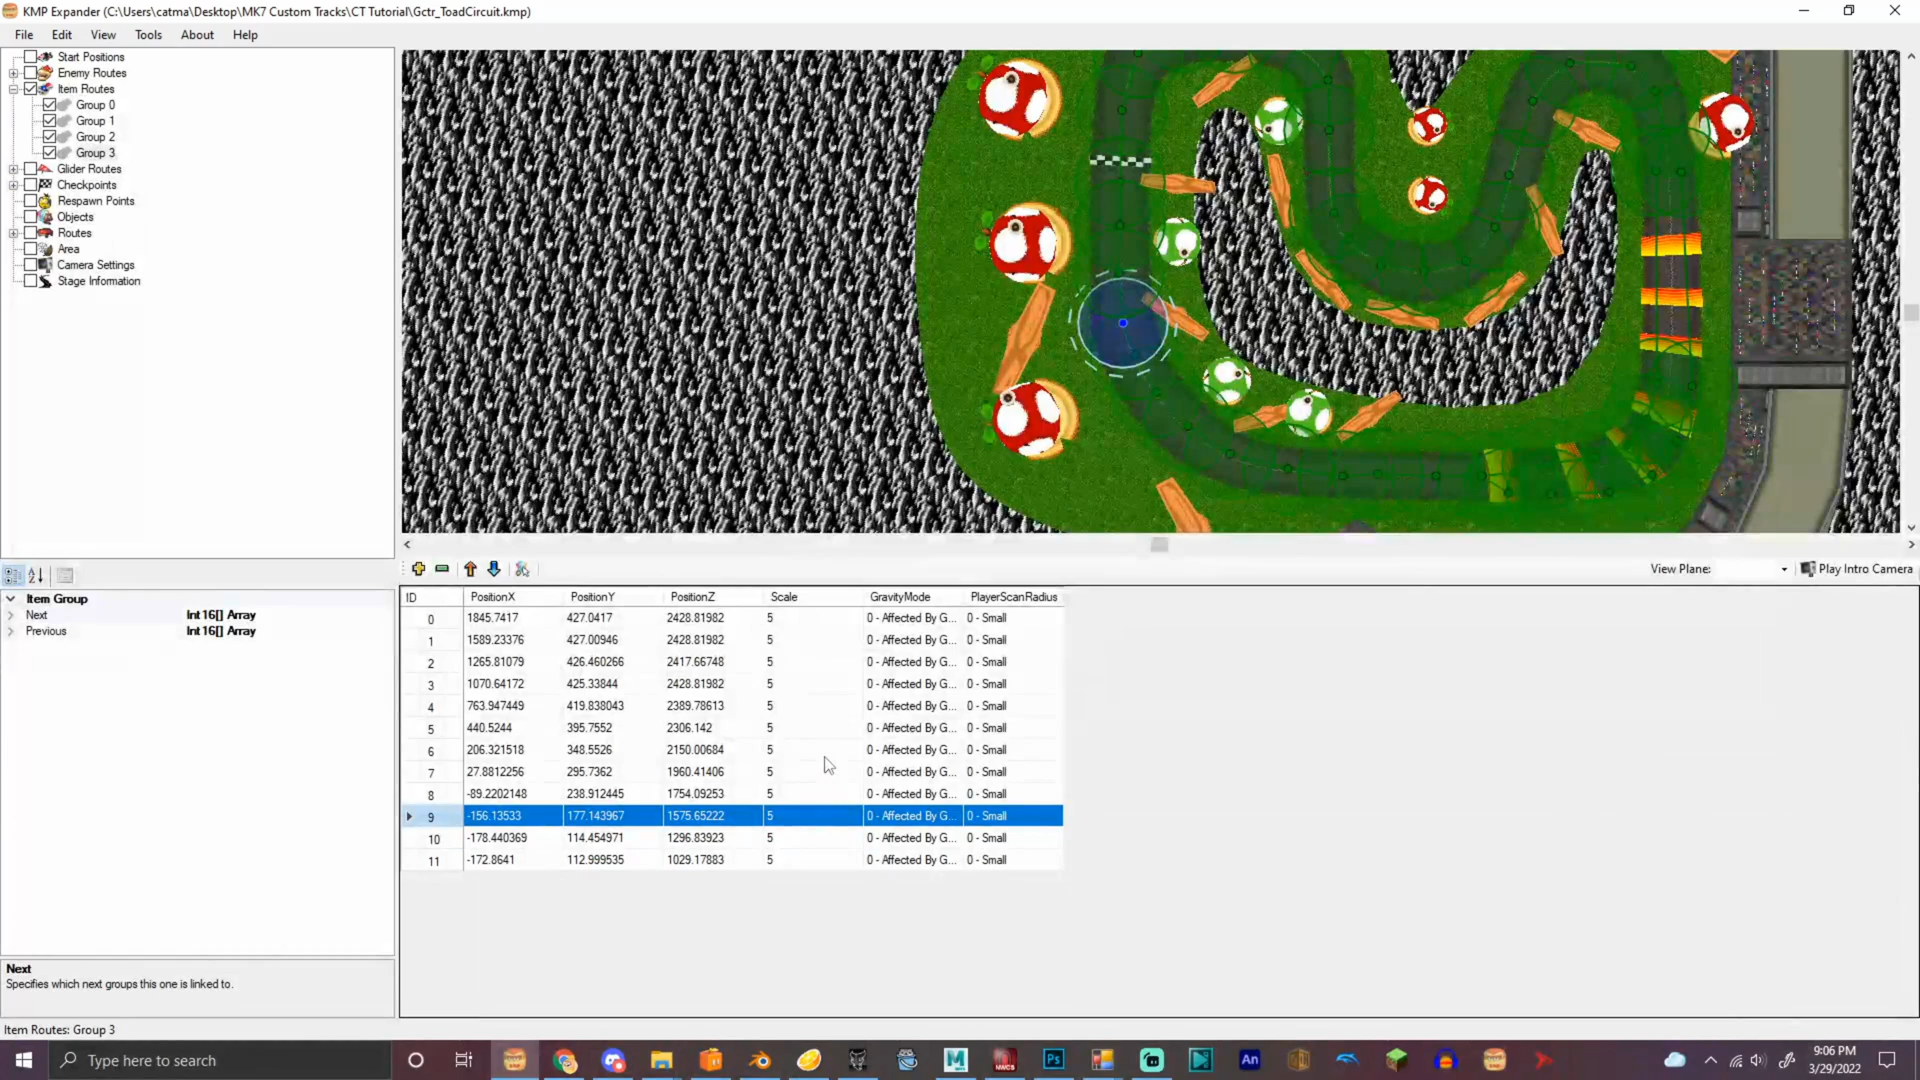 KMP Expander (C:\Users\catma\Desktop\MK7 Custom Tracks\CT Tutorial\Gctr_ToadCircuit.kmp)
File Edit View Tools About Help
Start Positions
Enemy Routes
Item Routes
Group 0
Group 1
Group 2
Group 3
Glider Routes
Checkpoints
Respawn Points
Objects
Routes
Area
Camera Settings
Stage Information
View Plane: Play Intro Camera
Item Group
Next Int16[] Array
Previous Int16[] Array
ID PositionX PositionY PositionZ Scale GravityMode PlayerScanRadius
0 1845.7417 427.0417 2428.81982 5 0 - Affected By G... 0 - Small
1 1589.23376 427.00946 2428.81982 5 0 - Affected By G... 0 - Small
2 1265.81079 426.460266 2417.66748 5 0 - Affected By G... 0 - Small
3 1070.64172 425.33844 2428.81982 5 0 - Affected By G... 0 - Small
4 763.947449 419.838043 2389.78613 5 0 - Affected By G... 0 - Small
5 440.5244 395.7552 2306.142 5 0 - Affected By G... 0 - Small
6 206.321518 348.5526 2150.00684 5 0 - Affected By G... 0 - Small
7 27.8812256 295.7362 1960.41406 5 0 - Affected By G... 0 - Small
8 -89.2202148 238.912445 1754.09253 5 0 - Affected By G... 0 - Small
9 -156.13533 177.143967 1575.65222 5 0 - Affected By G... 0 - Small
10 -178.440369 114.454971 1296.83923 5 0 - Affected By G... 0 - Small
11 -172.8641 112.999535 1029.17883 5 0 - Affected By G... 0 - Small
Next
Specifies which next groups this one is linked to.
Item Routes: Group 3
Type here to search
9:06 PM
3/29/2022